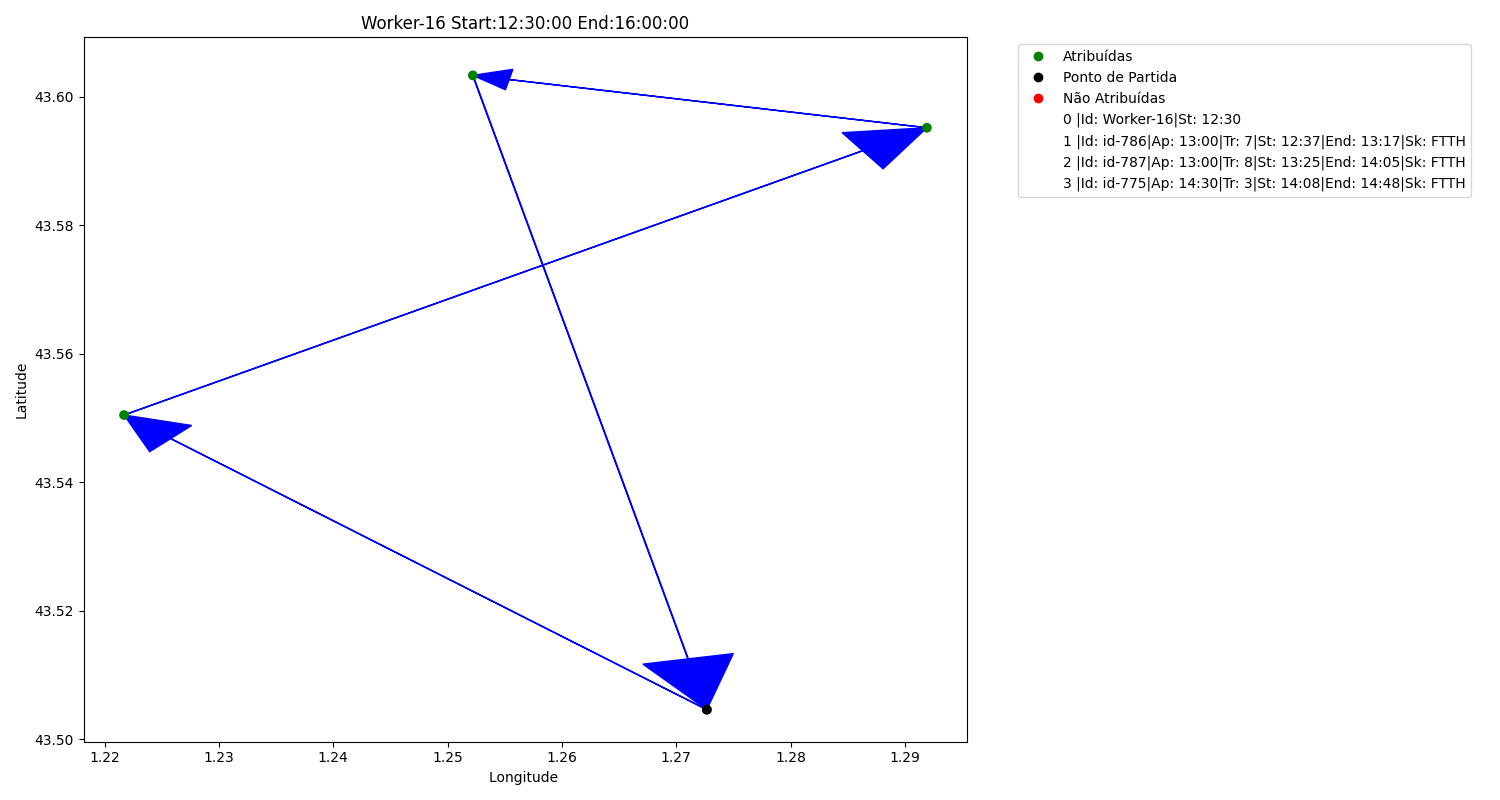 Worker-16 Start:12:30:00 End:16:00:00
Atribuídas
Ponto de Partida
Não Atribuídas
0 |Id: Worker-16|St: 12:30
1 |Id: id-786|Ap: 13:00|Tr: 7|St: 12:37|End: 13:17|Sk: FTTH
2 |Id: id-787|Ap: 13:00|Tr: 8|St: 13:25|End: 14:05|Sk: FTTH
3 |Id: id-775|Ap: 14:30|Tr: 3|St: 14:08|End: 14:48|Sk: FTTH
Latitude
43.60
43.58
43.56
43.54
43.52
43.50
1.22 1.23 1.24 1.25 1.26 1.27 1.28 1.29
Longitude